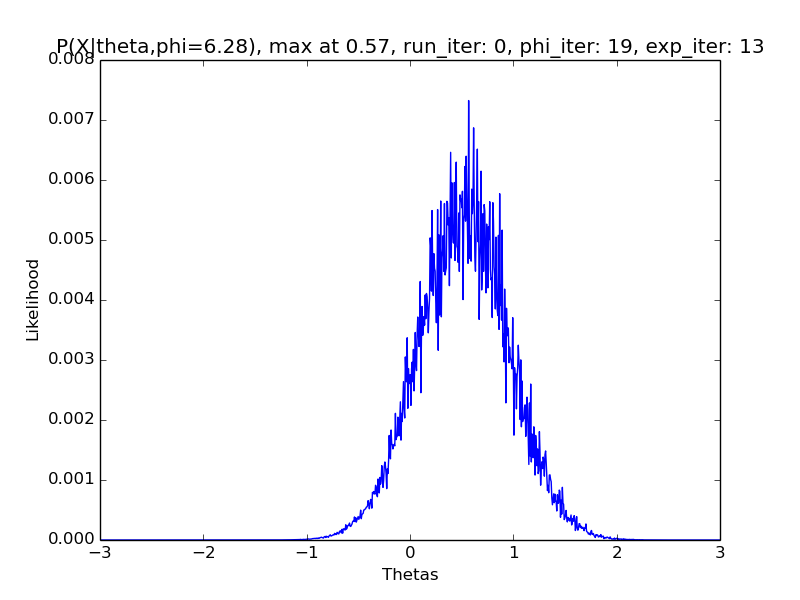 P(X|theta,phi=6.28), max at 0.57, run_iter: 0, phi_iter: 19, exp_iter: 13
0.008
0.007
0.006
0.005
0.004
0.003
0.002
0.001
0.000
Likelihood
−3 −2 −1 0 1 2 3
Thetas